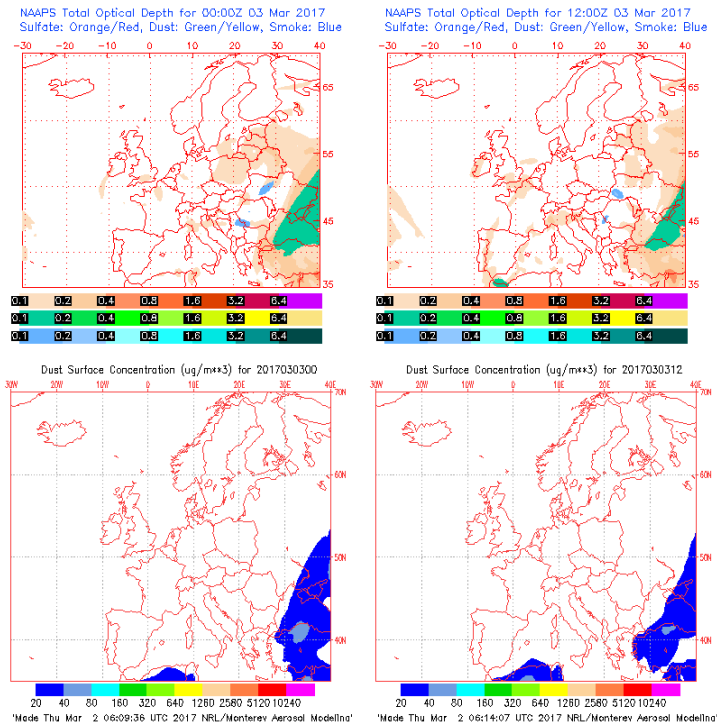 NAAPS Total Optical Depth for 00:00Z 03 Mar 2017
Sulfate: Orange/Red, Dust: Green/Yellow, Smoke: Blue
-30 -20 -10 0 10 20 30 40
65
55
45
35
0.1 0.2 0.4 0.8 1.6 3.2 6.4
0.1 0.2 0.4 0.8 1.6 3.2 6.4
0.1 0.2 0.4 0.8 1.6 3.2 6.4
NAAPS Total Optical Depth for 12:00Z 03 Mar 2017
Sulfate: Orange/Red, Dust: Green/Yellow, Smoke: Blue
-30 -20 -10 0 10 20 30 40
65
55
45
35
0.1 0.2 0.4 0.8 1.6 3.2 6.4
0.1 0.2 0.4 0.8 1.6 3.2 6.4
0.1 0.2 0.4 0.8 1.6 3.2 6.4
Dust Surface Concentration (ug/m**3) for 2017030300
30W 20W 10W 0 10E 20E 30E 40E
70N
60N
50N
40N
20 40 80 160 320 640 1280 2580 5120 10240
'Made Thu Mar 2 06:09:36 UTC 2017 NRL/Monterey Aerosol Modeling'
Dust Surface Concentration (ug/m**3) for 2017030312
30W 20W 10W 0 10E 20E 30E 40E
70N
60N
50N
40N
20 40 80 160 320 640 1280 2580 5120 10240
'Made Thu Mar 2 06:14:07 UTC 2017 NRL/Monterey Aerosol Modeling'